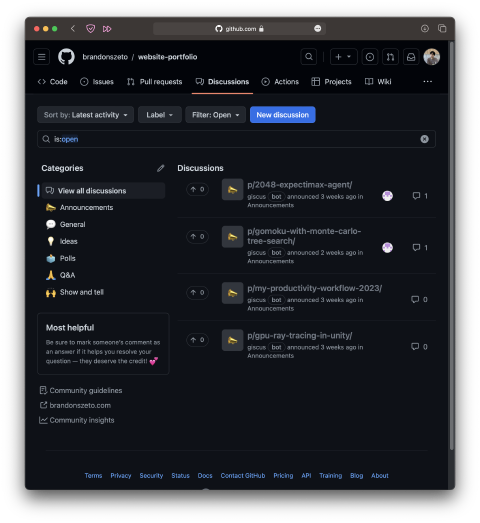 github.com
brandonszeto / website-portfolio
Code Issues Pull requests Discussions Actions Projects Wiki
Sort by: Latest activity Label Filter: Open New discussion
is:open
Categories
View all discussions
Announcements
General
Ideas
Polls
Q&A
Show and tell
Most helpful
Be sure to mark someone's comment as
an answer if it helps you resolve your
question — they deserve the credit! 💕
Community guidelines
brandonszeto.com
Community insights
Discussions
0
p/2048-expectimax-agent/
giscus bot announced 3 weeks ago in
Announcements
1
0
p/gomoku-with-monte-carlo-
tree-search/
giscus bot announced 2 weeks ago in
Announcements
1
0
p/my-productivity-workflow-2023/
giscus bot announced 3 weeks ago in
Announcements
0
0
p/gpu-ray-tracing-in-unity/
giscus bot announced 3 weeks ago in
Announcements
0
Terms Privacy Security Status Docs Contact GitHub Pricing API Training Blog About